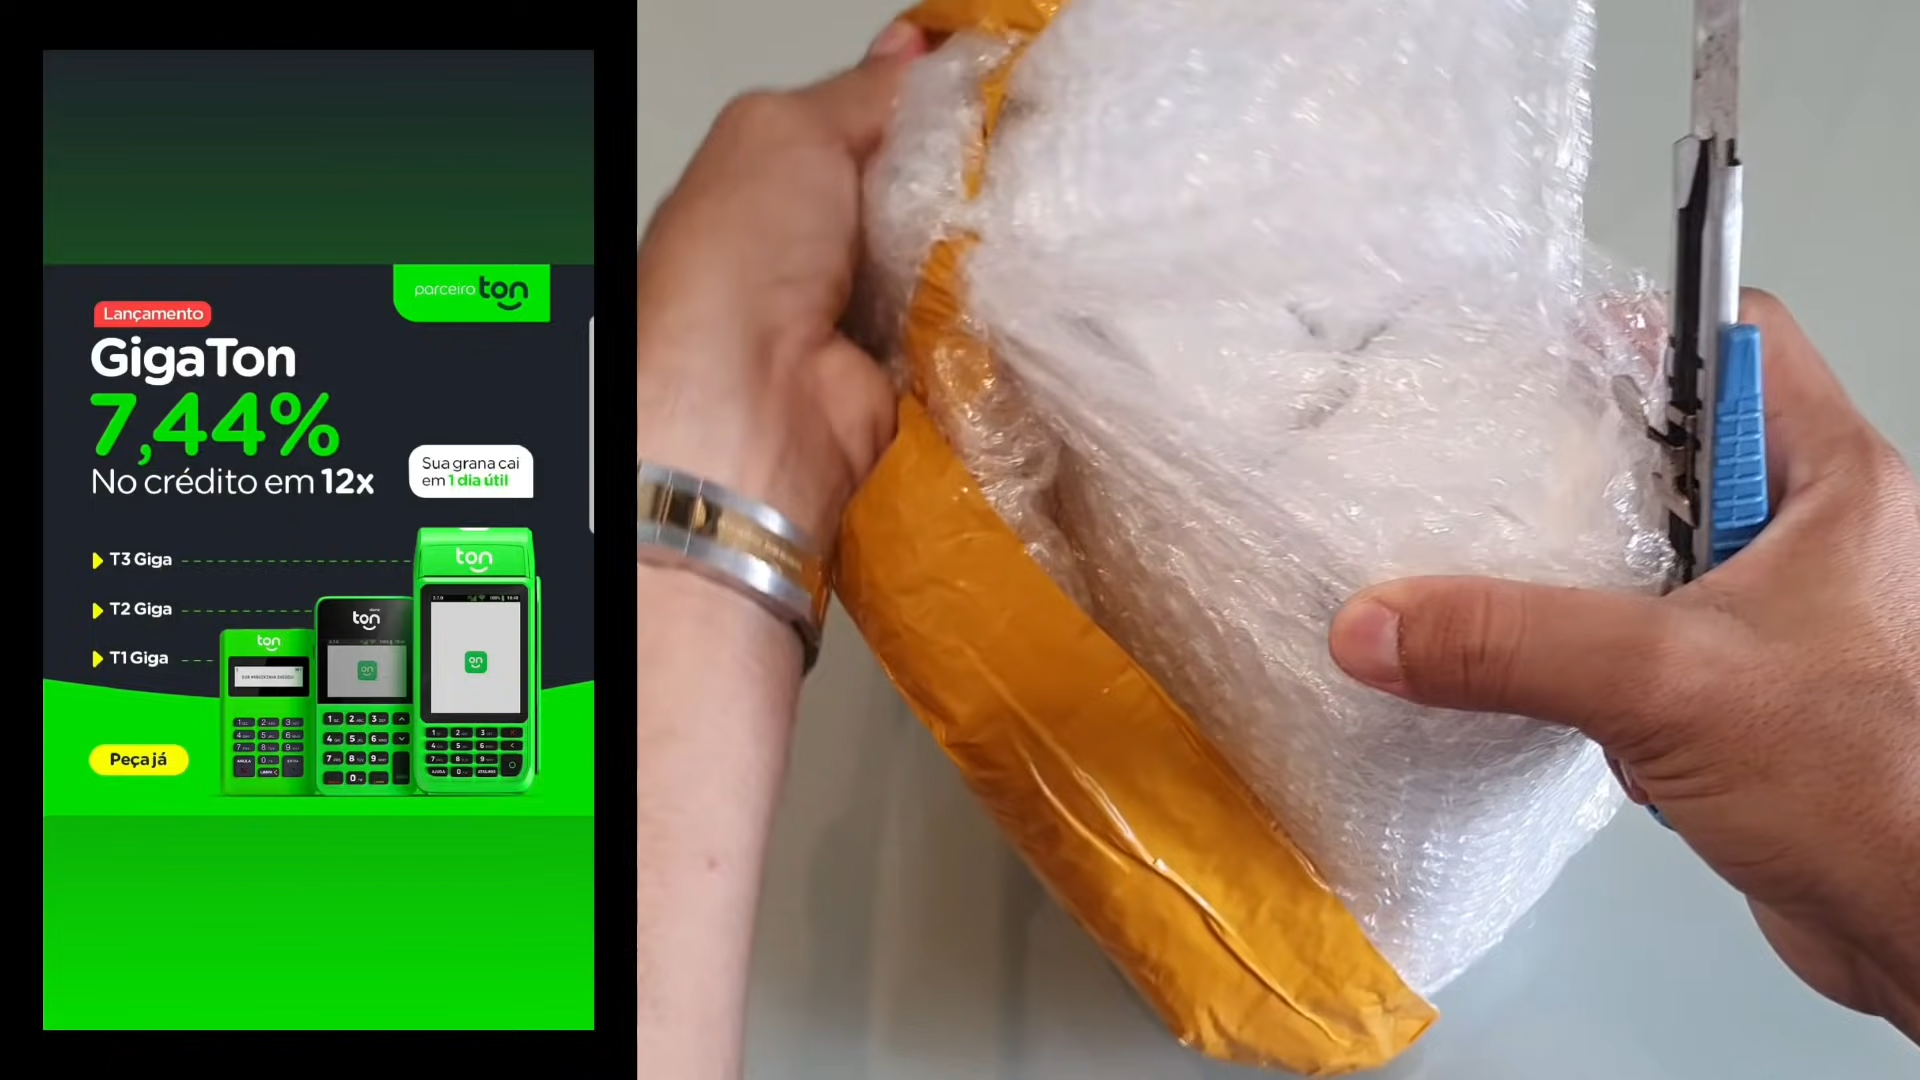 parceiro ton
Lançamento
GigaTon
7,44%
No crédito em 12x
Sua grana cai
em 1 dia útil
T3 Giga
T2 Giga
T1 Giga
ton
ton
ton
Peça já